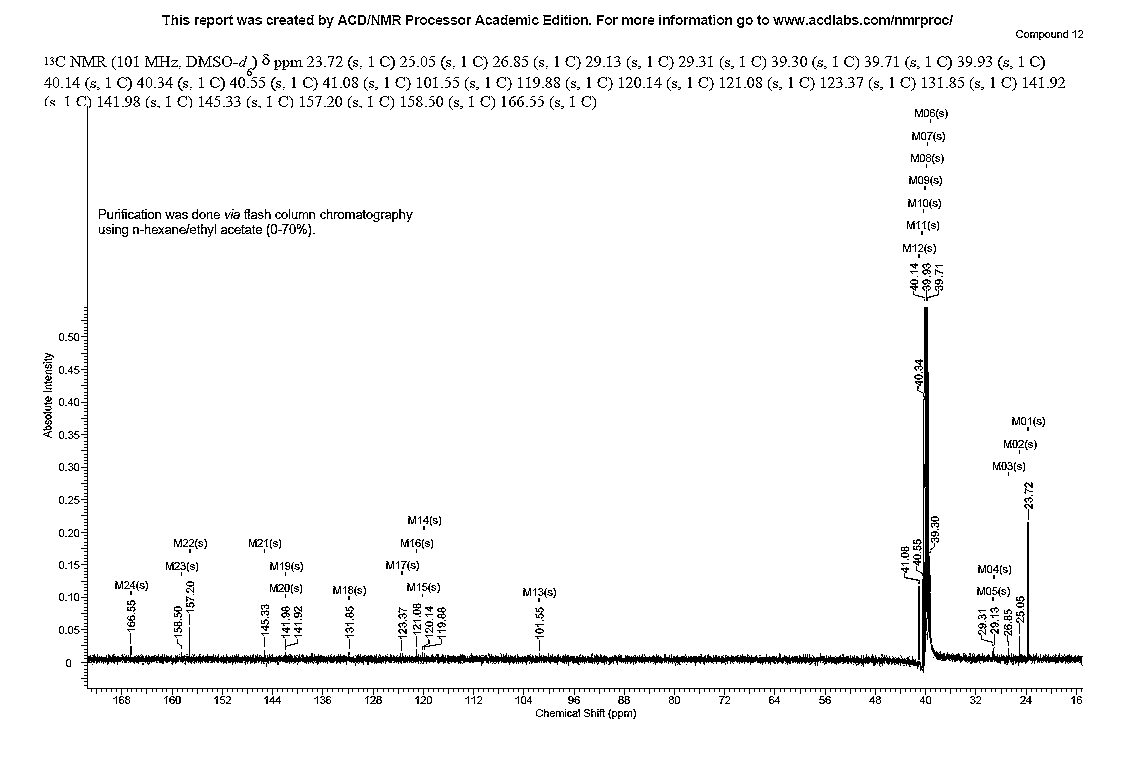 This report was created by ACD/NMR Processor Academic Edition. For more information go to www.acdlabs.com/nmrproc/
Compound 12
13C NMR (101 MHz, DMSO-d6) δ ppm 23.72 (s, 1 C) 25.05 (s, 1 C) 26.85 (s, 1 C) 29.13 (s, 1 C) 29.31 (s, 1 C) 39.30 (s, 1 C) 39.71 (s, 1 C) 39.93 (s, 1 C)
40.14 (s, 1 C) 40.34 (s, 1 C) 40.55 (s, 1 C) 41.08 (s, 1 C) 101.55 (s, 1 C) 119.88 (s, 1 C) 120.14 (s, 1 C) 121.08 (s, 1 C) 123.37 (s, 1 C) 131.85 (s, 1 C) 141.92
(s, 1 C) 141.98 (s, 1 C) 145.33 (s, 1 C) 157.20 (s, 1 C) 158.50 (s, 1 C) 166.55 (s, 1 C)
M06(s)
M07(s)
M08(s)
M09(s)
M10(s)
M11(s)
M12(s)
40.14 39.93 39.71
Purification was done via flash column chromatography
using n-hexane/ethyl acetate (0-70%).
40.34
M01(s)
M02(s)
M03(s)
23.72
M14(s)
M22(s) M21(s) M16(s)
M23(s) M19(s) M17(s)
M24(s) M20(s) M18(s) M15(s) M13(s)
M04(s)
M05(s)
166.55 158.50 157.20 145.33 141.98 141.92 131.85 123.37 121.08 120.14 119.88 101.55 41.08 40.55 39.30 29.31 29.13 26.85 25.05
Absolute Intensity
0.50
0.45
0.40
0.35
0.30
0.25
0.20
0.15
0.10
0.05
0
168 160 152 144 136 128 120 112 104 96 88 80 72 64 56 48 40 32 24 16
Chemical Shift (ppm)